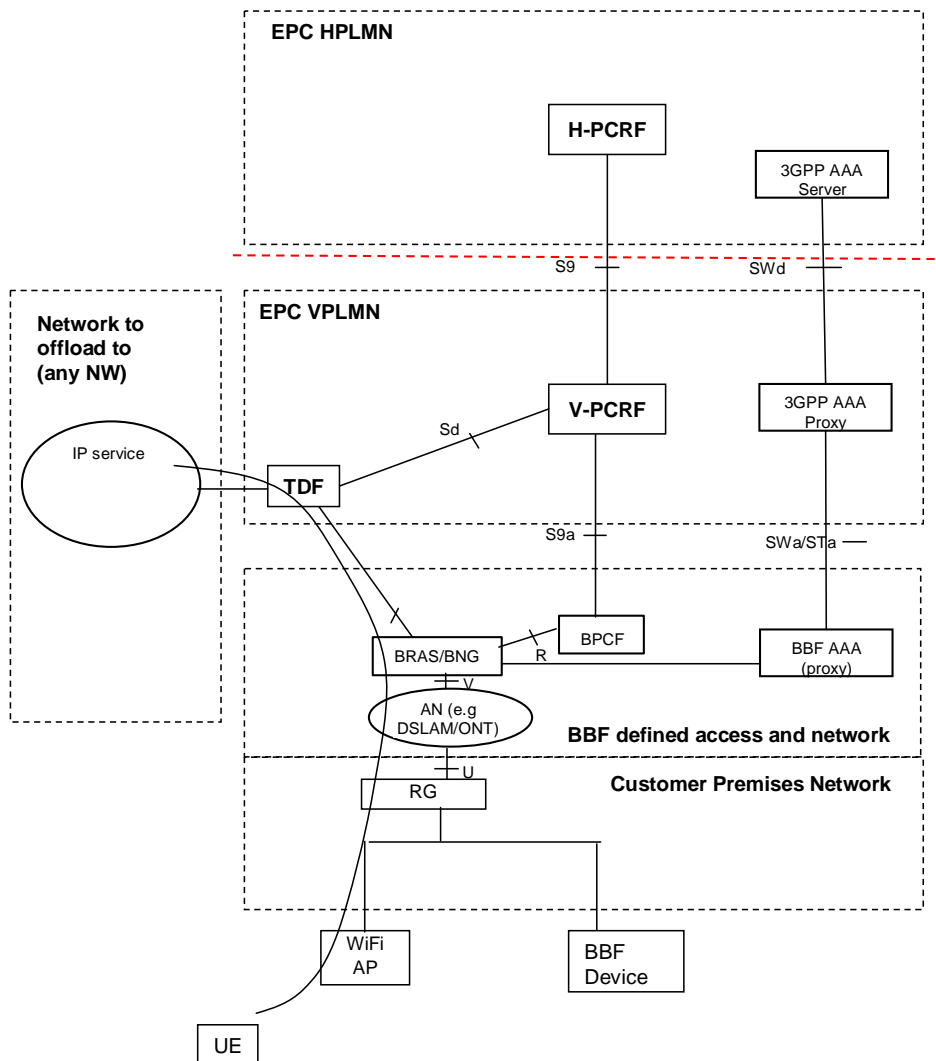 EPC HPLMN
H-PCRF
3GPP AAA
Server
S9
SWd
Network to
offload to
(any NW)
EPC VPLMN
IP service
Sd
V-PCRF
3GPP AAA
Proxy
TDF
S9a
SWa/STa
BRAS/BNG
R
BPCF
BBF AAA
(proxy)
V
AN (e.g
DSLAM/ONT)
BBF defined access and network
U
RG
Customer Premises Network
WiFi
AP
BBF
Device
UE